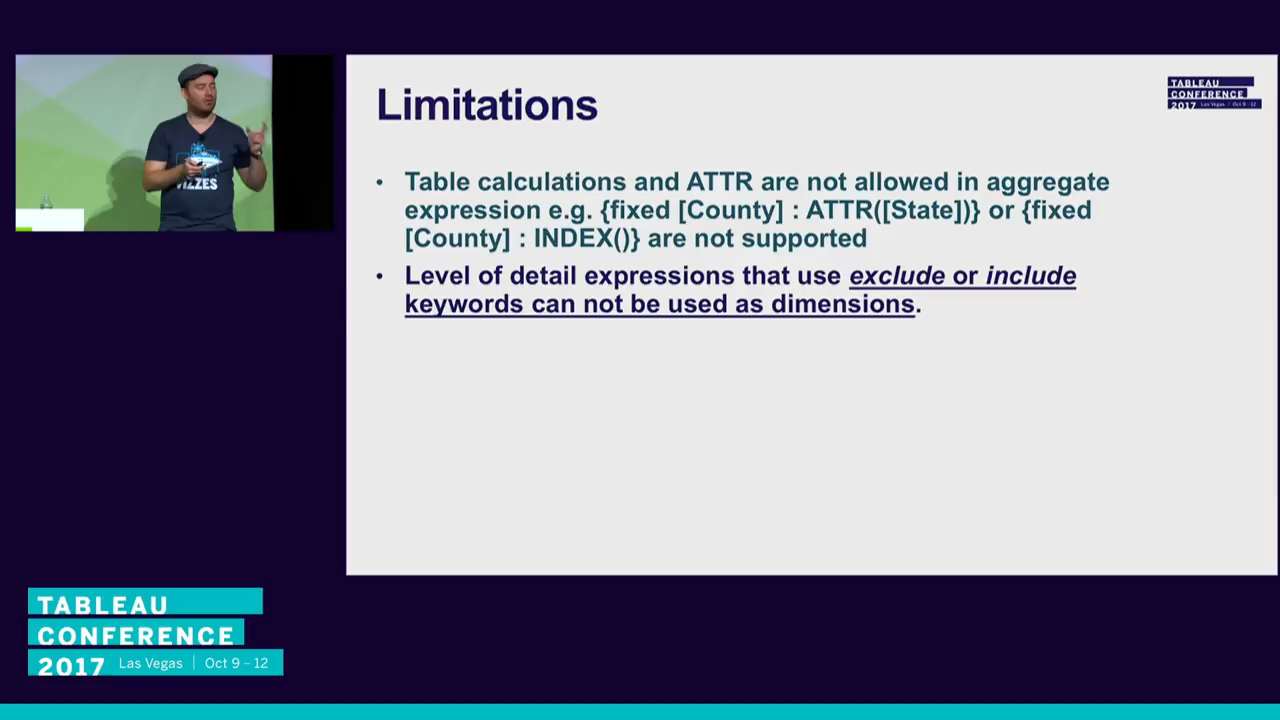 Limitations
TABLEAU
CONFERENCE
2017 Las Vegas | Oct 9 - 12
• Table calculations and ATTR are not allowed in aggregate
expression e.g. {fixed [County] : ATTR([State])} or {fixed
[County] : INDEX()} are not supported
• Level of detail expressions that use exclude or include
keywords can not be used as dimensions.
VIZZES
TABLEAU
CONFERENCE
2017 Las Vegas | Oct 9 – 12